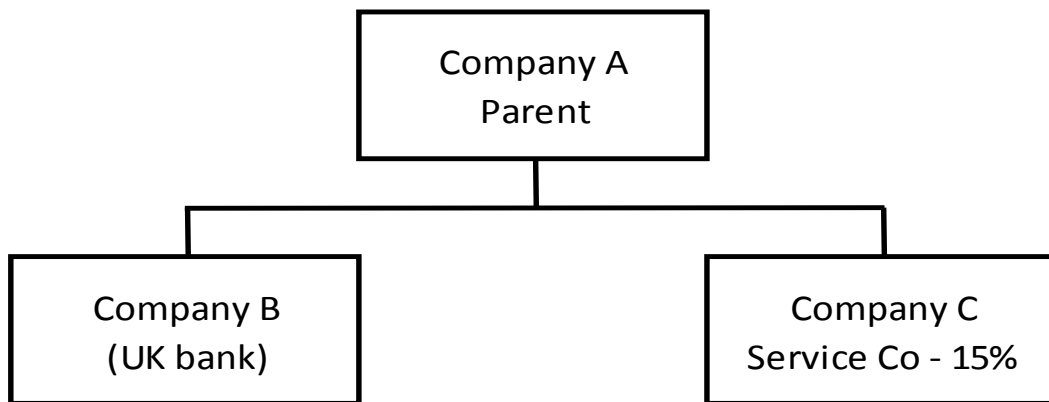 Company A
Parent
Company B
(UK bank)
Company C
Service Co - 15%